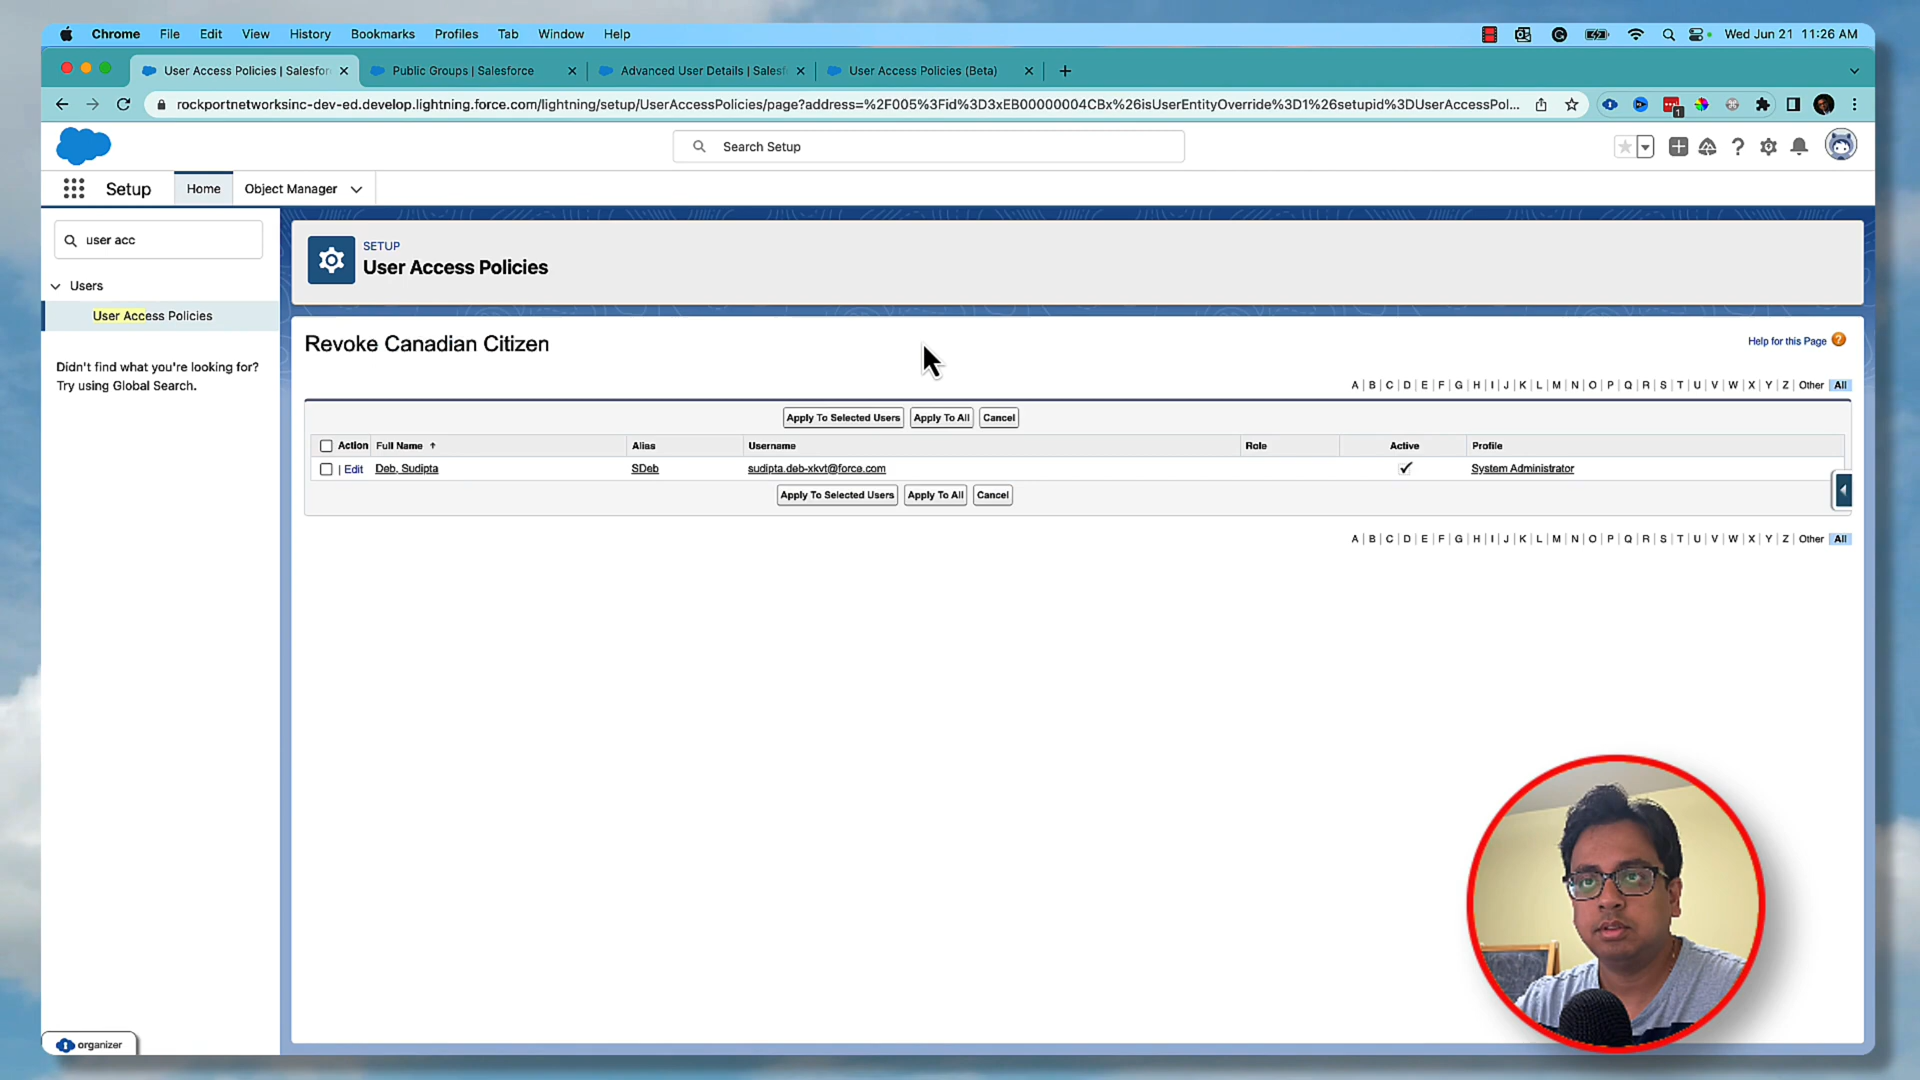 Chrome File Edit View History Bookmarks Profiles Tab Window Help Wed Jun 21 11:26 AM
User Access Policies | Salesfor Public Groups | Salesforce Advanced User Details | Salesf User Access Policies (Beta)
rockportnetworksinc-dev-ed.develop.lightning.force.com/lightning/setup/UserAccessPolicies/page?address=%2F005%3Fid%3D3xEB00000004CBx%26isUserEntityOverride%3D1%26setupid%3DUserAccessPol...
1
Search Setup
Setup Home Object Manager
user acc
SETUP
User Access Policies
Users
User Access Policies
Didn't find what you're looking for?
Try using Global Search.
Revoke Canadian Citizen
Help for this Page ?
A | B | C | D | E | F | G | H | I | J | K | L | M | N | O | P | Q | R | S | T | U | V | W | X | Y | Z | Other | All
Apply To Selected Users Apply To All Cancel
Action Full Name ↑ Alias Username Role Active Profile
| Edit Deb, Sudipta SDeb sudipta.deb-xkvt@force.com ✓ System Administrator
Apply To Selected Users Apply To All Cancel
A | B | C | D | E | F | G | H | I | J | K | L | M | N | O | P | Q | R | S | T | U | V | W | X | Y | Z | Other | All
organizer